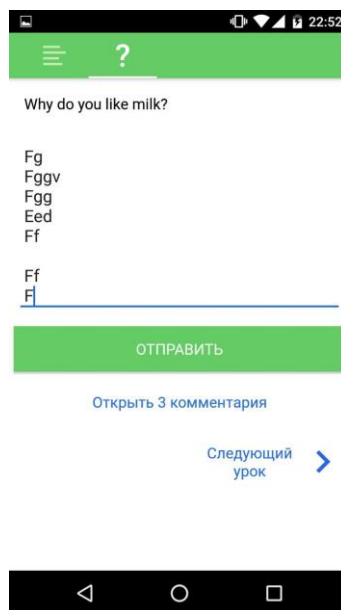 22:52
?
Why do you like milk?
Fg
Fggv
Fgg
Eed
Ff
Ff
F
ОТПРАВИТЬ
Открыть 3 комментария
Следующий
урок